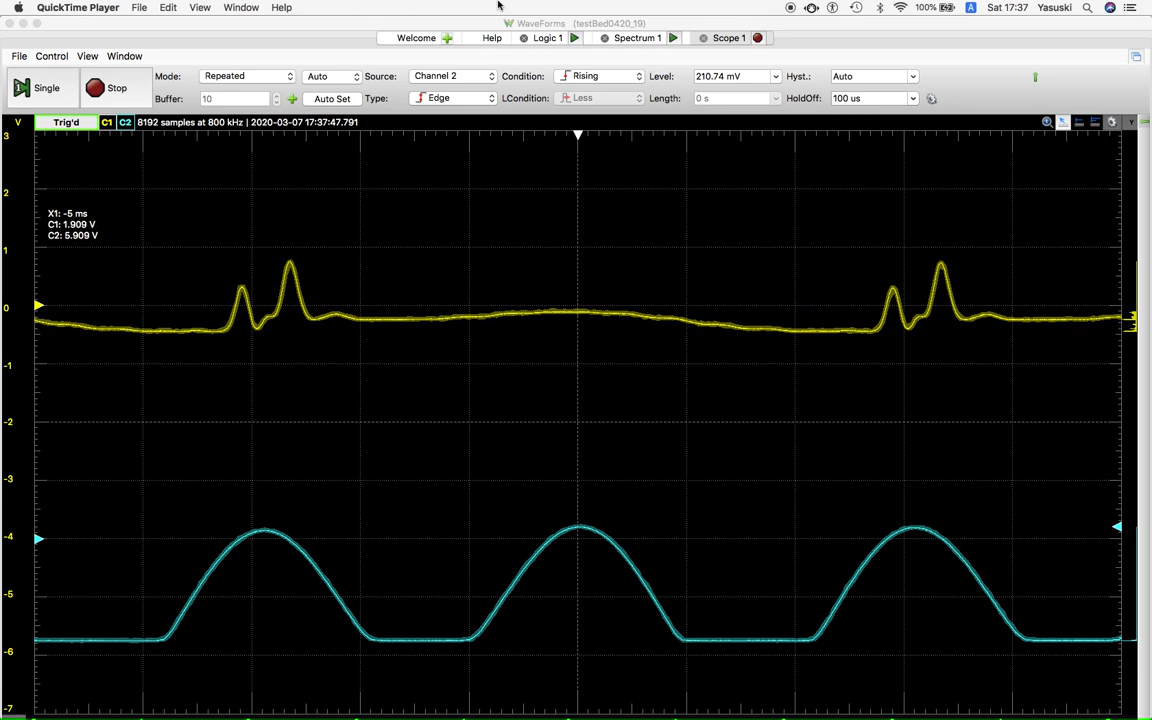 QuickTime Player File Edit View Window Help 100% A Sat 17:37 Yasuski
WaveForms (testBed0420_19)
Welcome Help Logic 1 Spectrum 1 Scope 1
File Control View Window
Single Stop Mode: Repeated Auto Source: Channel 2 Condition: Rising Level: 210.74 mV Hyst.: Auto
Buffer: 10 Auto Set Type: Edge LCondition: Less Length: 0 s HoldOff: 100 us
V Trig'd C1 C2 8192 samples at 800 kHz | 2020-03-07 17:37:47.791 Y
3
2
X1: -5 ms
C1: 1.909 V
C2: 5.909 V
1
0
-1
-2
-3
-4
-5
-6
-7